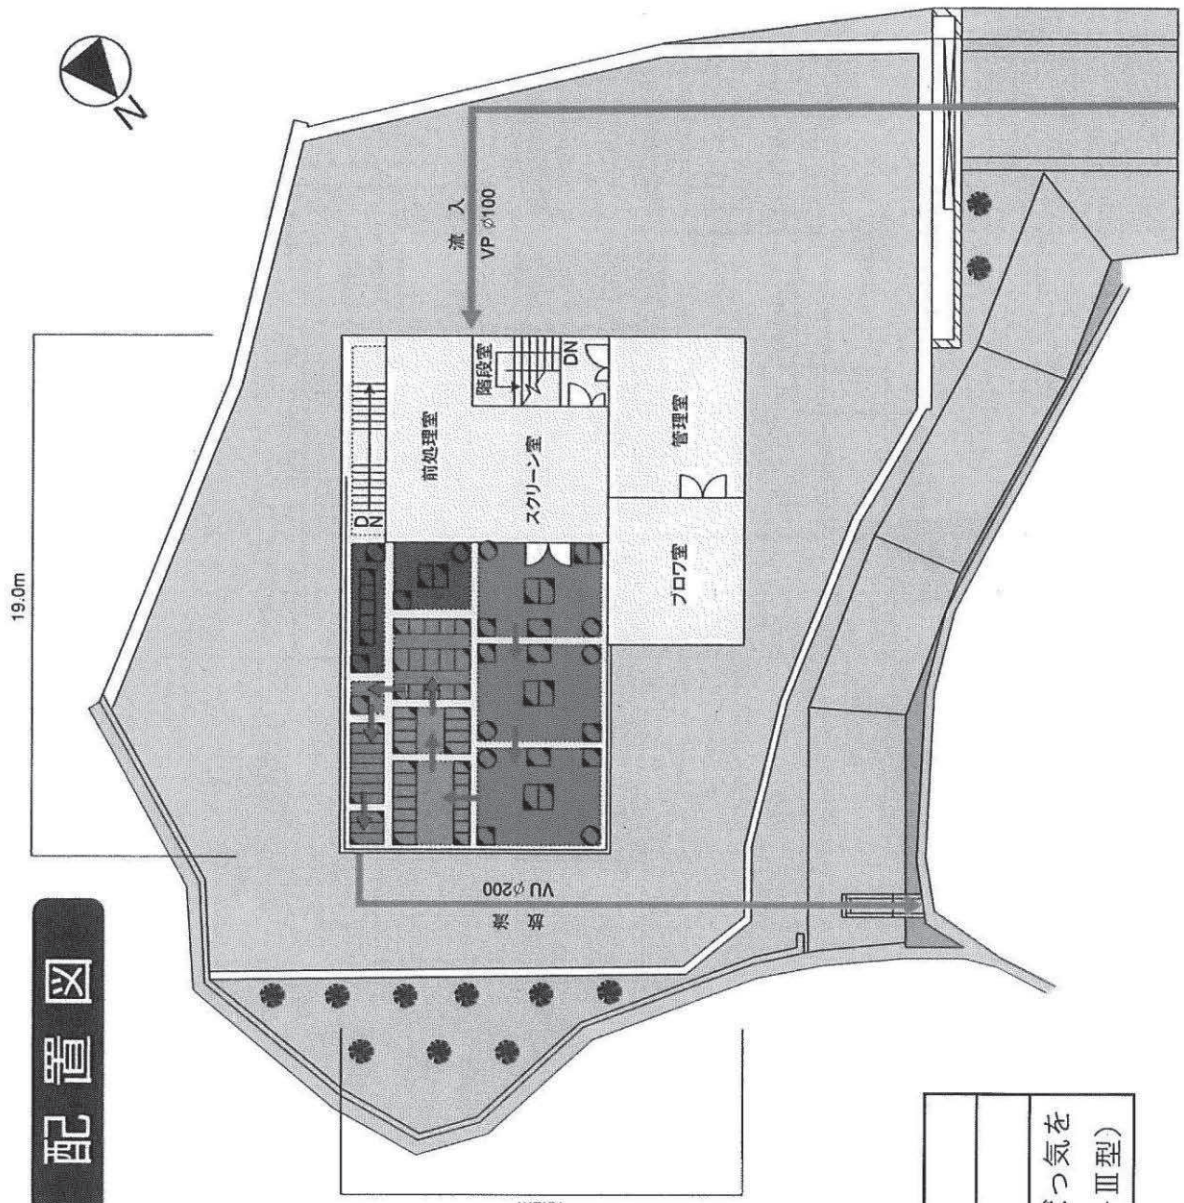 配置図
19.0m
N
流入
VP ∅100
階段室
DN
前処理室
スクリーン室
管理室
ブロワ室
DN
放流
VU ∅200
っ気を
Ⅲ型)